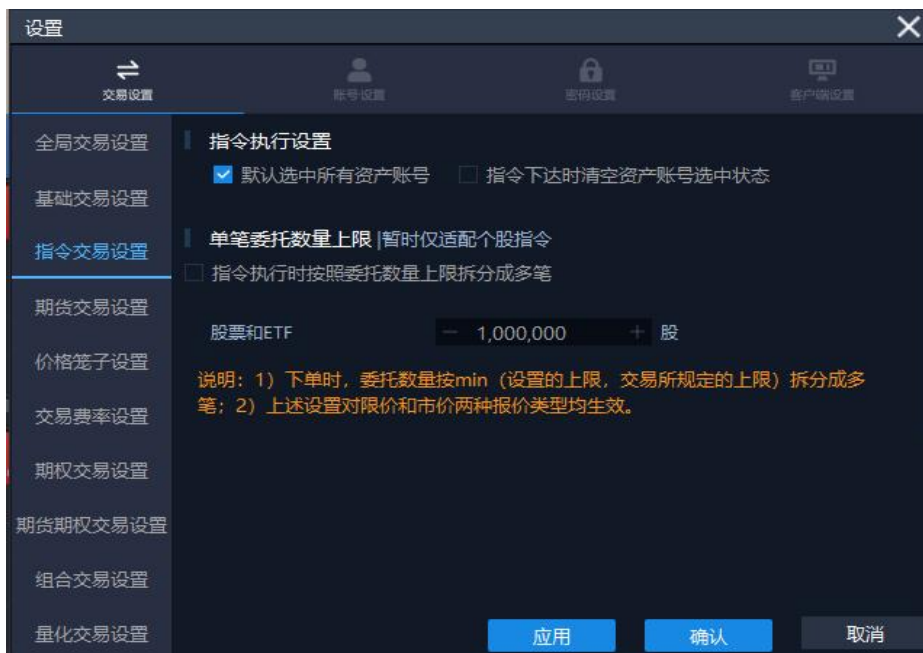 设置
交易设置
账号设置
密码设置
客户端设置
全局交易设置
基础交易设置
指令交易设置
期货交易设置
价格笼子设置
交易费率设置
期权交易设置
期货期权交易设置
组合交易设置
量化交易设置
指令执行设置
默认选中所有资产账号 指令下达时清空资产账号选中状态
单笔委托数量上限 |暂时仅适配个股指令
指令执行时按照委托数量上限拆分成多笔
股票和ETF - 1,000,000 + 股
说明：1）下单时，委托数量按min（设置的上限，交易所规定的上限）拆分成多
笔；2）上述设置对限价和市价两种报价类型均生效。
应用 确认 取消